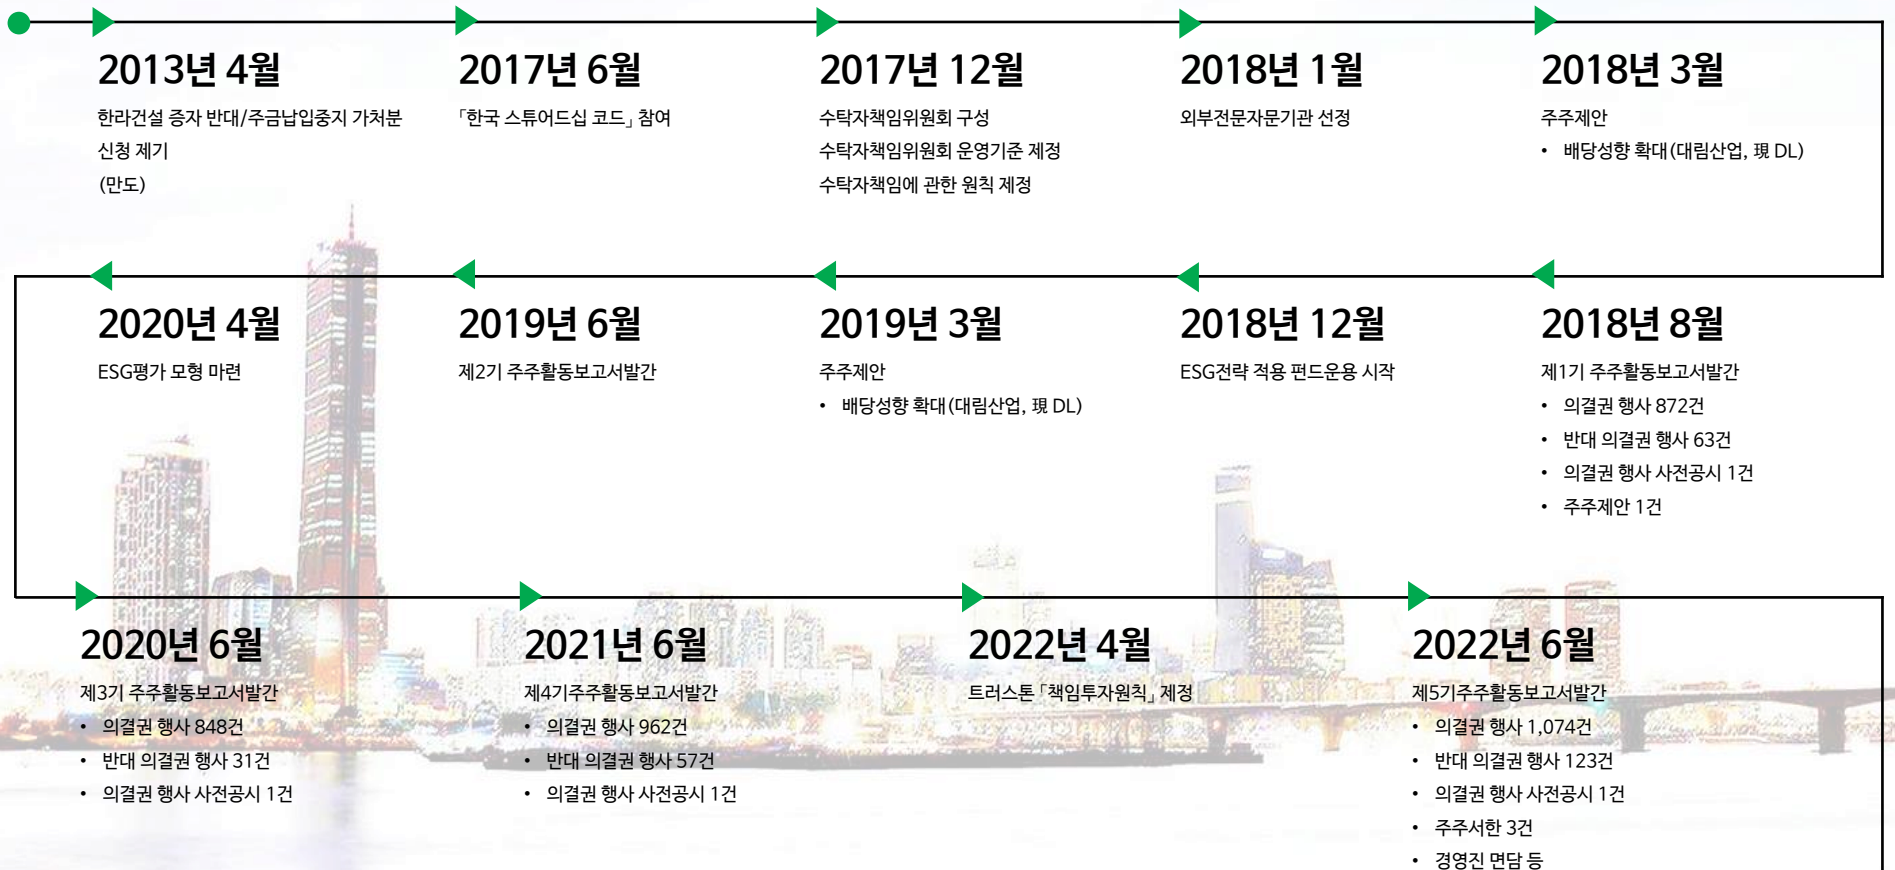 2013년 4월
한라건설 증자 반대/주금납입중지 가처분
신청 제기
(만도)
2017년 6월
「한국 스튜어드십 코드」 참여
2017년 12월
수탁자책임위원회 구성
수탁자책임위원회 운영기준 제정
수탁자책임에 관한 원칙 제정
2018년 1월
외부전문자문기관 선정
2018년 3월
주주제안
• 배당성향 확대(대림산업, 現 DL)
2020년 4월
ESG평가 모형 마련
2019년 6월
제2기 주주활동보고서발간
2019년 3월
주주제안
• 배당성향 확대(대림산업, 現 DL)
2018년 12월
ESG전략 적용 펀드운용 시작
2018년 8월
제1기 주주활동보고서발간
• 의결권 행사 872건
• 반대 의결권 행사 63건
• 의결권 행사 사전공시 1건
• 주주제안 1건
2020년 6월
제3기 주주활동보고서발간
• 의결권 행사 848건
• 반대 의결권 행사 31건
• 의결권 행사 사전공시 1건
2021년 6월
제4기주주활동보고서발간
• 의결권 행사 962건
• 반대 의결권 행사 57건
• 의결권 행사 사전공시 1건
2022년 4월
트러스톤 「책임투자원칙」 제정
2022년 6월
제5기주주활동보고서발간
• 의결권 행사 1,074건
• 반대 의결권 행사 123건
• 의결권 행사 사전공시 1건
• 주주서한 3건
• 경영진 면담 등